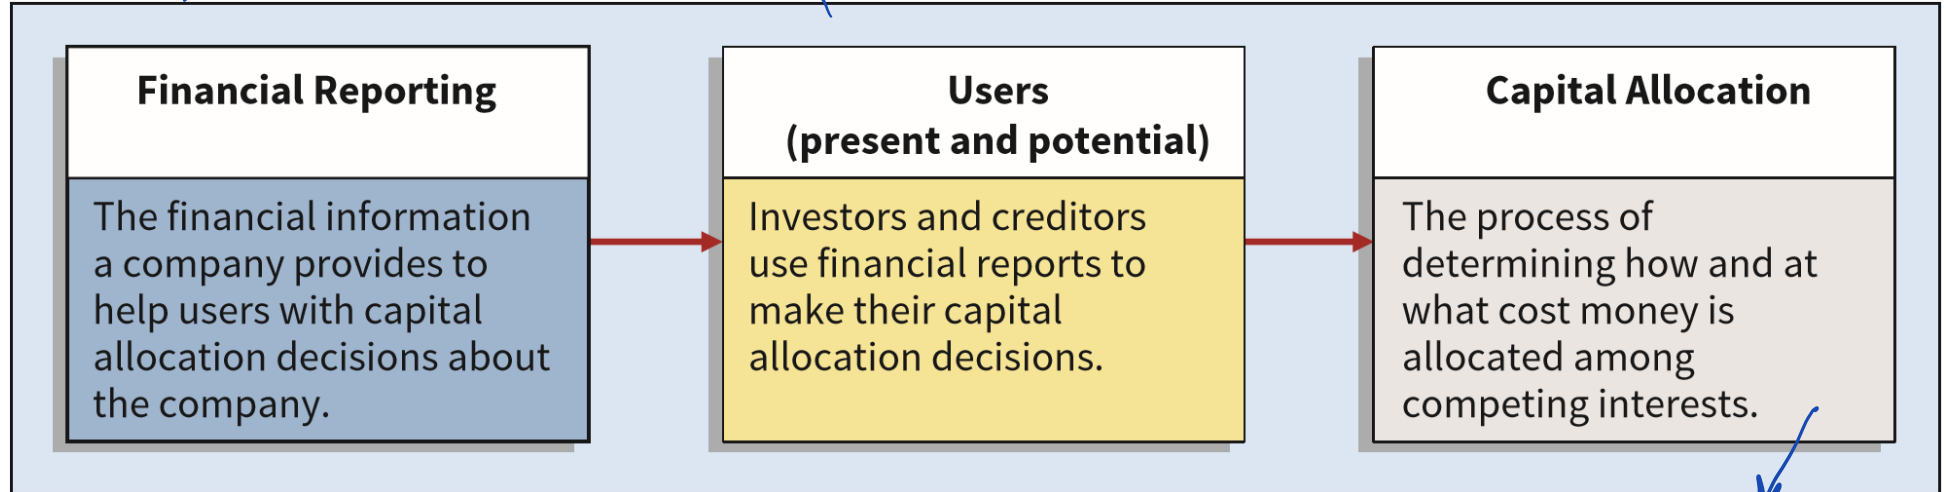 Financial Reporting
The financial information
a company provides to
help users with capital
allocation decisions about
the company.
Users
(present and potential)
Investors and creditors
use financial reports to
make their capital
allocation decisions.
Capital Allocation
The process of
determining how and at
what cost money is
allocated among
competing interests.